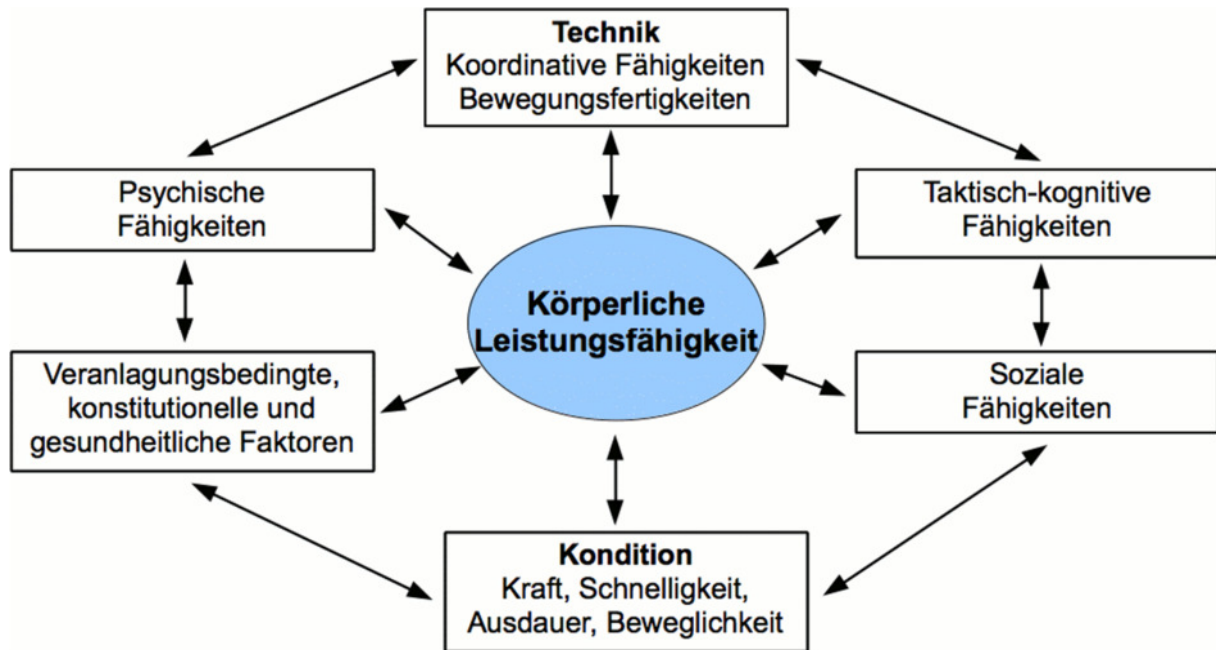 Technik
Koordinative Fähigkeiten
Bewegungsfertigkeiten
Psychische
Fähigkeiten
Taktisch-kognitive
Fähigkeiten
Körperliche
Leistungsfähigkeit
Veranlagungsbedingte,
konstitutionelle und
gesundheitliche Faktoren
Soziale
Fähigkeiten
Kondition
Kraft, Schnelligkeit,
Ausdauer, Beweglichkeit